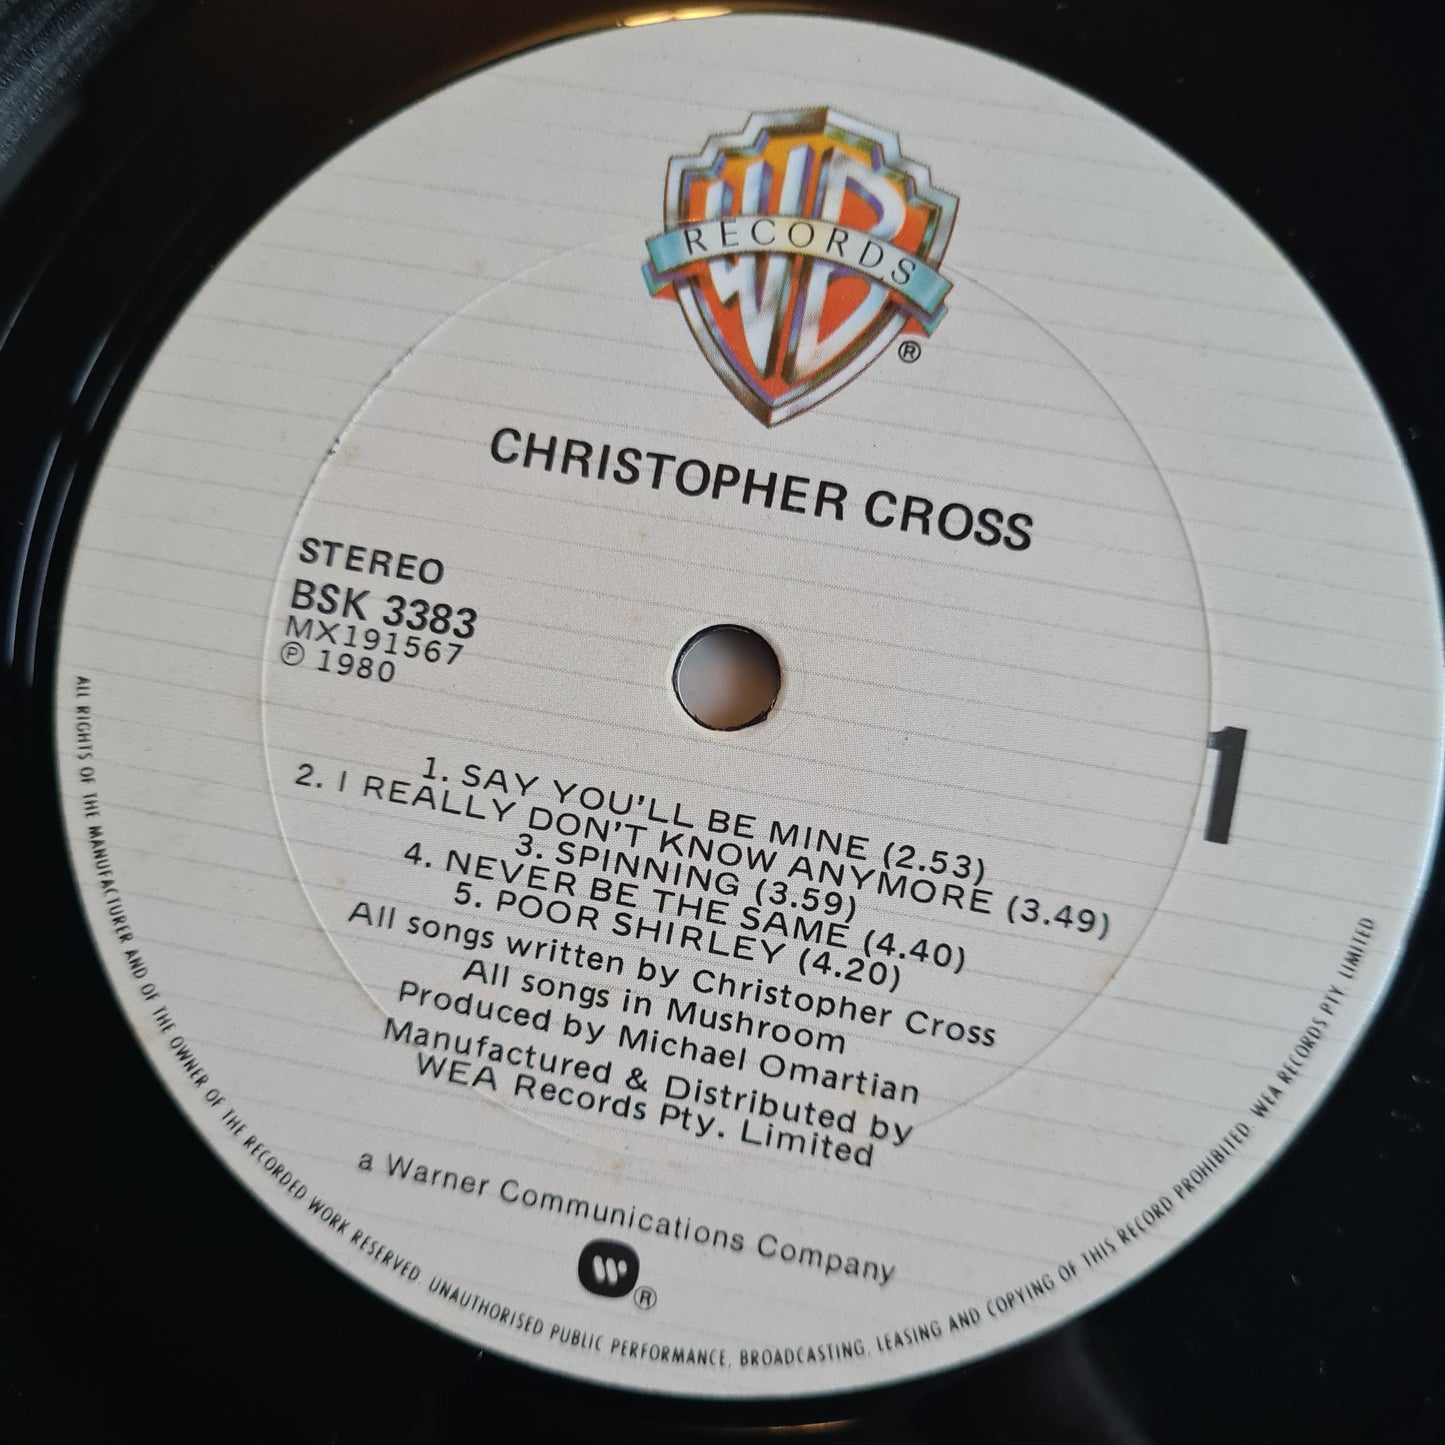 WB
RECORDS
®
CHRISTOPHER CROSS
STEREO
BSK 3383
MX191567
℗ 1980
1
1. SAY YOU'LL BE MINE (2.53)
2. I REALLY DON'T KNOW ANYMORE (3.49)
3. SPINNING (3.59)
4. NEVER BE THE SAME (4.40)
5. POOR SHIRLEY (4.20)
All songs written by Christopher Cross
All songs in Mushroom
Produced by Michael Omartian
Manufactured & Distributed by
WEA Records Pty. Limited
a Warner Communications Company
®
ALL RIGHTS OF THE MANUFACTURER AND OF THE OWNER OF THE RECORDED WORK RESERVED. UNAUTHORISED PUBLIC PERFORMANCE, BROADCASTING, LEASING AND COPYING OF THIS RECORD PROHIBITED. WEA RECORDS PTY. LIMITED